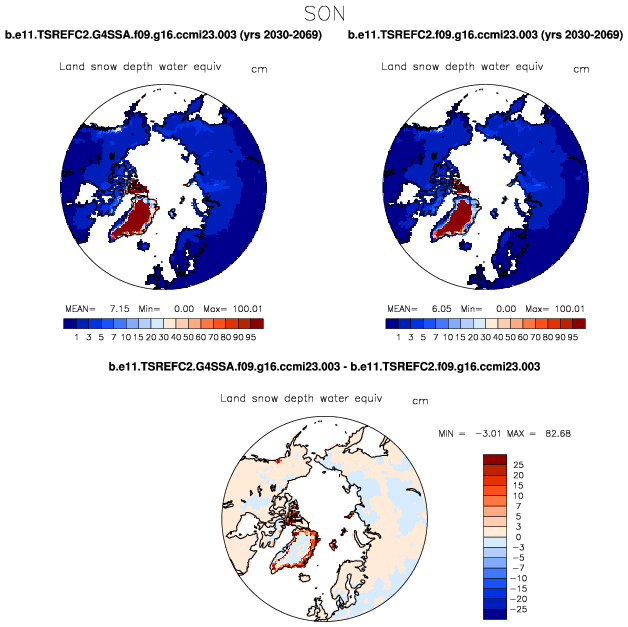 SON
b.e11.TSREFC2.G4SSA.f09.g16.ccmi23.003 (yrs 2030-2069)
b.e11.TSREFC2.f09.g16.ccmi23.003 (yrs 2030-2069)
Land snow depth water equiv cm
Land snow depth water equiv cm
MEAN= 7.15 Min= 0.00 Max= 100.01
MEAN= 6.05 Min= 0.00 Max= 100.01
1 3 5 7 10 15 20 30 40 50 60 70 80 90 95
1 3 5 7 10 15 20 30 40 50 60 70 80 90 95
b.e11.TSREFC2.G4SSA.f09.g16.ccmi23.003 - b.e11.TSREFC2.f09.g16.ccmi23.003
Land snow depth water equiv cm
MIN = -3.01 MAX = 82.68
25
20
15
10
7
5
3
0
-3
-5
-7
-10
-15
-20
-25